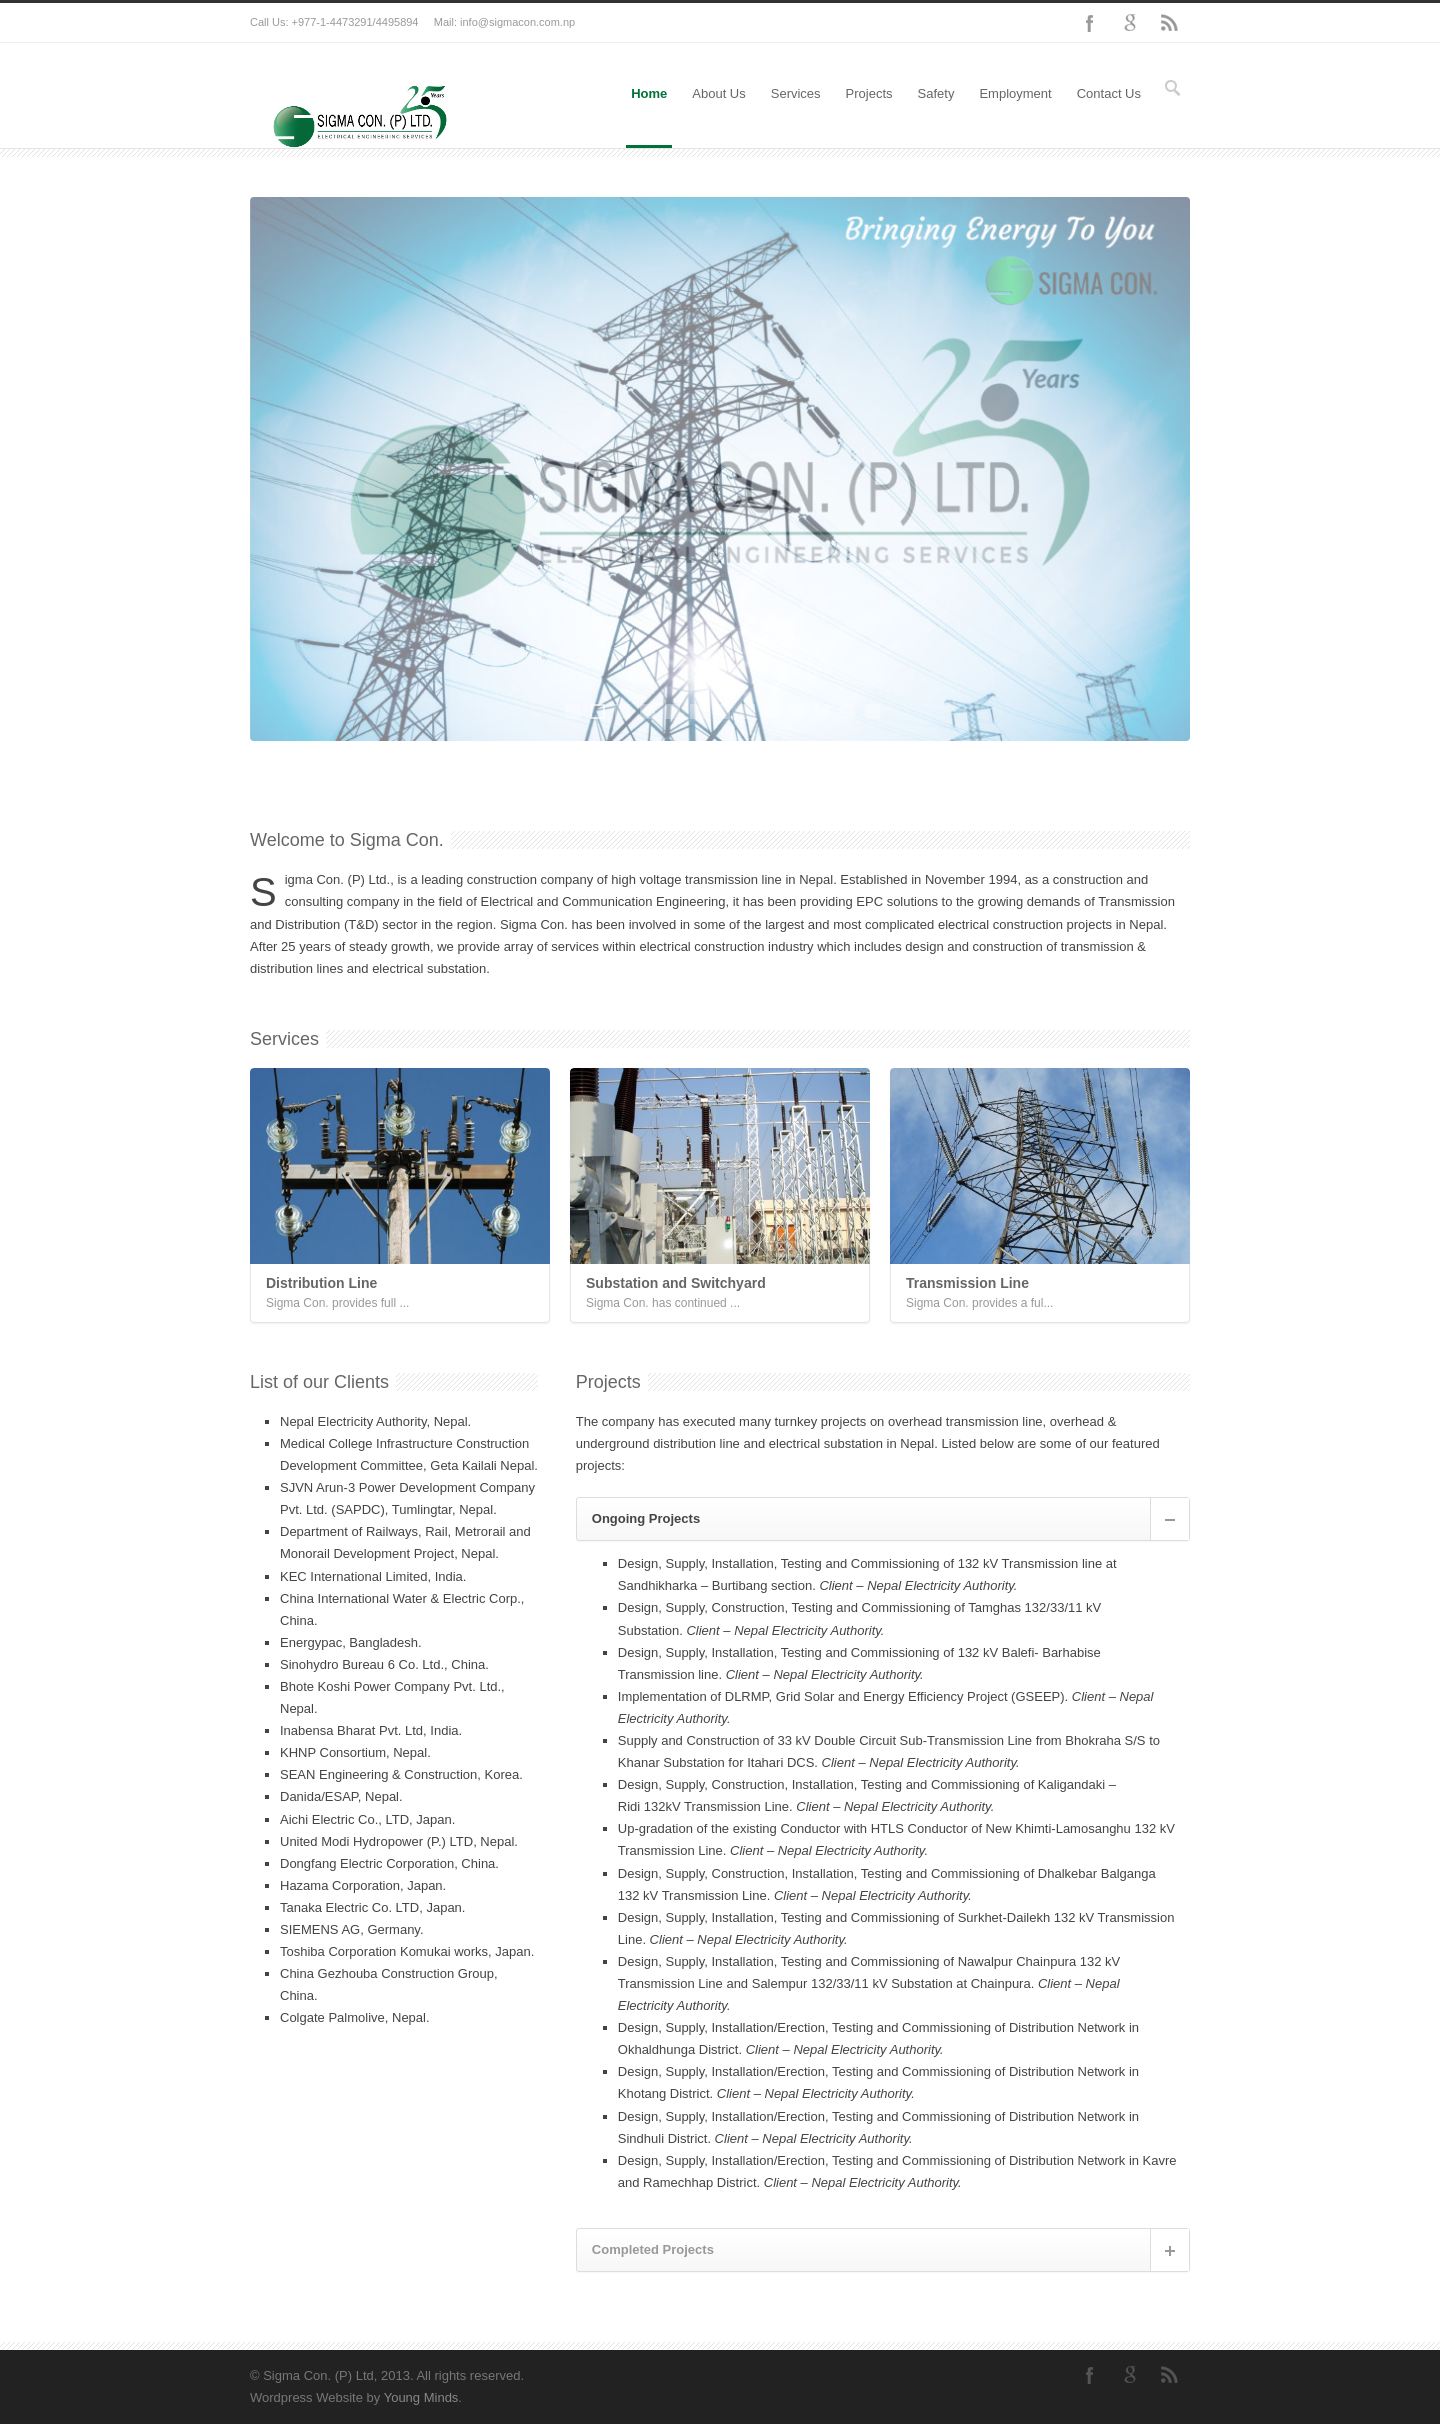 Call Us: +977-1-4473291/4495894 Mail: info@sigmacon.com.np
SIGMA CON. (P) LTD.
25 Years
ELECTRICAL ENGINEERING SERVICES
Home About Us Services Projects Safety Employment Contact Us
Bringing Energy To You
SIGMA CON.
25 Years
SIGMA CON. (P) LTD.
ELECTRICAL ENGINEERING SERVICES
Welcome to Sigma Con.
Sigma Con. (P) Ltd., is a leading construction company of high voltage transmission line in Nepal. Established in November 1994, as a construction and
consulting company in the field of Electrical and Communication Engineering, it has been providing EPC solutions to the growing demands of Transmission
and Distribution (T&D) sector in the region. Sigma Con. has been involved in some of the largest and most complicated electrical construction projects in Nepal.
After 25 years of steady growth, we provide array of services within electrical construction industry which includes design and construction of transmission &
distribution lines and electrical substation.
Services
Distribution Line
Sigma Con. provides full ...
Substation and Switchyard
Sigma Con. has continued ...
Transmission Line
Sigma Con. provides a ful...
List of our Clients
Nepal Electricity Authority, Nepal.
Medical College Infrastructure Construction
Development Committee, Geta Kailali Nepal.
SJVN Arun-3 Power Development Company
Pvt. Ltd. (SAPDC), Tumlingtar, Nepal.
Department of Railways, Rail, Metrorail and
Monorail Development Project, Nepal.
KEC International Limited, India.
China International Water & Electric Corp.,
China.
Energypac, Bangladesh.
Sinohydro Bureau 6 Co. Ltd., China.
Bhote Koshi Power Company Pvt. Ltd.,
Nepal.
Inabensa Bharat Pvt. Ltd, India.
KHNP Consortium, Nepal.
SEAN Engineering & Construction, Korea.
Danida/ESAP, Nepal.
Aichi Electric Co., LTD, Japan.
United Modi Hydropower (P.) LTD, Nepal.
Dongfang Electric Corporation, China.
Hazama Corporation, Japan.
Tanaka Electric Co. LTD, Japan.
SIEMENS AG, Germany.
Toshiba Corporation Komukai works, Japan.
China Gezhouba Construction Group,
China.
Colgate Palmolive, Nepal.
Projects
The company has executed many turnkey projects on overhead transmission line, overhead &
underground distribution line and electrical substation in Nepal. Listed below are some of our featured
projects:
Ongoing Projects
Design, Supply, Installation, Testing and Commissioning of 132 kV Transmission line at
Sandhikharka – Burtibang section. Client – Nepal Electricity Authority.
Design, Supply, Construction, Testing and Commissioning of Tamghas 132/33/11 kV
Substation. Client – Nepal Electricity Authority.
Design, Supply, Installation, Testing and Commissioning of 132 kV Balefi- Barhabise
Transmission line. Client – Nepal Electricity Authority.
Implementation of DLRMP, Grid Solar and Energy Efficiency Project (GSEEP). Client – Nepal
Electricity Authority.
Supply and Construction of 33 kV Double Circuit Sub-Transmission Line from Bhokraha S/S to
Khanar Substation for Itahari DCS. Client – Nepal Electricity Authority.
Design, Supply, Construction, Installation, Testing and Commissioning of Kaligandaki –
Ridi 132kV Transmission Line. Client – Nepal Electricity Authority.
Up-gradation of the existing Conductor with HTLS Conductor of New Khimti-Lamosanghu 132 kV
Transmission Line. Client – Nepal Electricity Authority.
Design, Supply, Construction, Installation, Testing and Commissioning of Dhalkebar Balganga
132 kV Transmission Line. Client – Nepal Electricity Authority.
Design, Supply, Installation, Testing and Commissioning of Surkhet-Dailekh 132 kV Transmission
Line. Client – Nepal Electricity Authority.
Design, Supply, Installation, Testing and Commissioning of Nawalpur Chainpura 132 kV
Transmission Line and Salempur 132/33/11 kV Substation at Chainpura. Client – Nepal
Electricity Authority.
Design, Supply, Installation/Erection, Testing and Commissioning of Distribution Network in
Okhaldhunga District. Client – Nepal Electricity Authority.
Design, Supply, Installation/Erection, Testing and Commissioning of Distribution Network in
Khotang District. Client – Nepal Electricity Authority.
Design, Supply, Installation/Erection, Testing and Commissioning of Distribution Network in
Sindhuli District. Client – Nepal Electricity Authority.
Design, Supply, Installation/Erection, Testing and Commissioning of Distribution Network in Kavre
and Ramechhap District. Client – Nepal Electricity Authority.
Completed Projects
© Sigma Con. (P) Ltd, 2013. All rights reserved.
Wordpress Website by Young Minds.